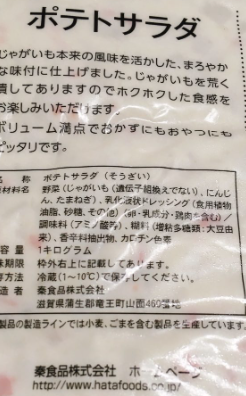 ポテトサラダ
じゃがいも本来の風味を活かした、まろやか
な味付に仕上げました。じゃがいもを荒く
潰してありますのでホクホクした食感を
お楽しみいただけます。
ボリューム満点でおかずにもおやつにも
ピッタリです。
名 称 ポテトサラダ(そうざい)
原材料名 野菜(じゃがいも(遺伝子組換えでない)、にんじ
ん、たまねぎ)、乳化液状ドレッシング(食用植物
油脂、砂糖、その他)(卵・乳成分・鶏肉を含む)/
調味料(アミノ酸等)、糊料(増粘多糖類:大豆由
来)、香辛料抽出物、カロチン色素
容量 1キログラム
味期限 枠外右上に記載してあります。
存方法 冷蔵(1~10℃)で保存してください。
造者 秦食品株式会社
滋賀県蒲生郡竜王町山面469番地
製品の製造ラインでは小麦、ごまを含む製品を生産しています。
秦食品株式会社 ホームページ
http://www.hatafoods.co.jp/